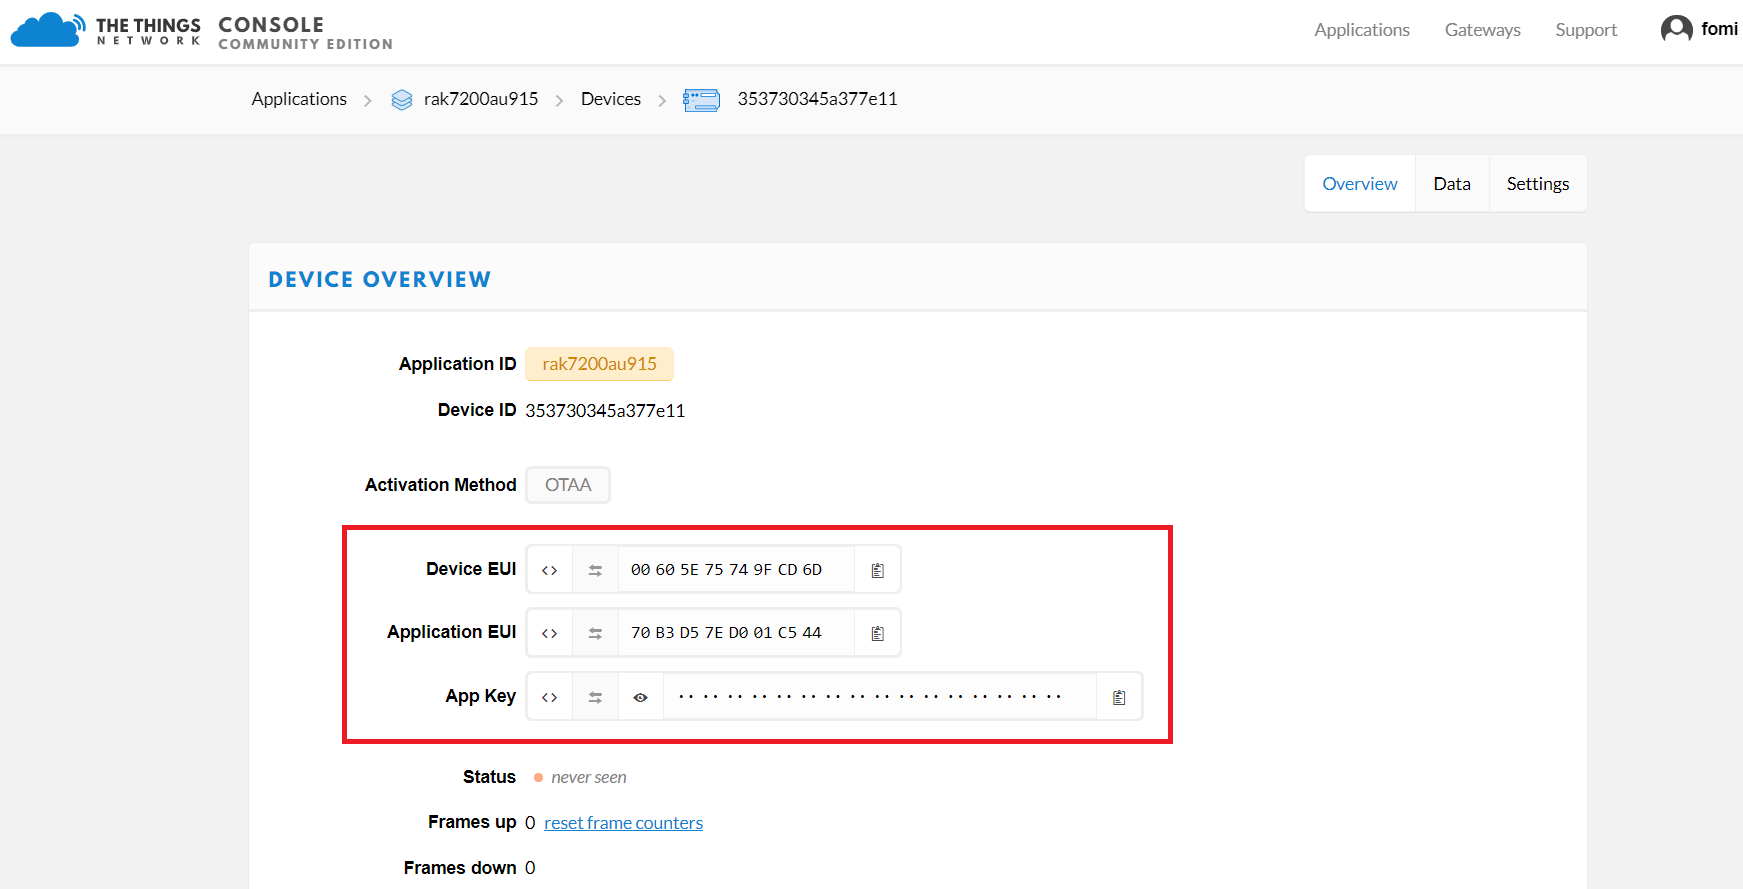 THE THINGS NETWORK CONSOLE COMMUNITY EDITION
Applications Gateways Support fomi
Applications > rak7200au915 > Devices > 353730345a377e11
Overview Data Settings
DEVICE OVERVIEW
Application ID rak7200au915
Device ID 353730345a377e11
Activation Method OTAA
Device EUI <> 00 60 5E 75 74 9F CD 6D
Application EUI <> 70 B3 D5 7E D0 01 C5 44
App Key <> ·· ·· ·· ·· ·· ·· ·· ·· ·· ·· ·· ·· ·· ·· ·· ··
Status never seen
Frames up 0 reset frame counters
Frames down 0